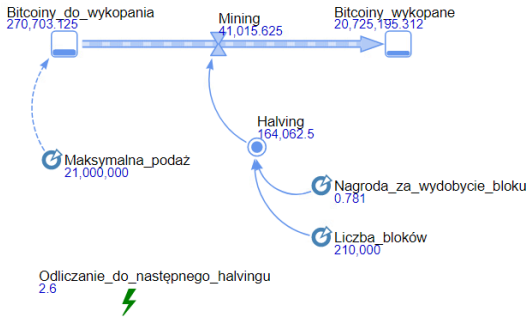 Bitcoiny_do_wykopania
270,703.125
Mining
41,015.625
Bitcoiny_wykopane
20,725,195.312
Halving
164,062.5
Maksymalna_podaż
21,000,000
Nagroda_za_wydobycie_bloku
0.781
Liczba_bloków
210,000
Odliczanie_do_następnego_halvingu
2.6